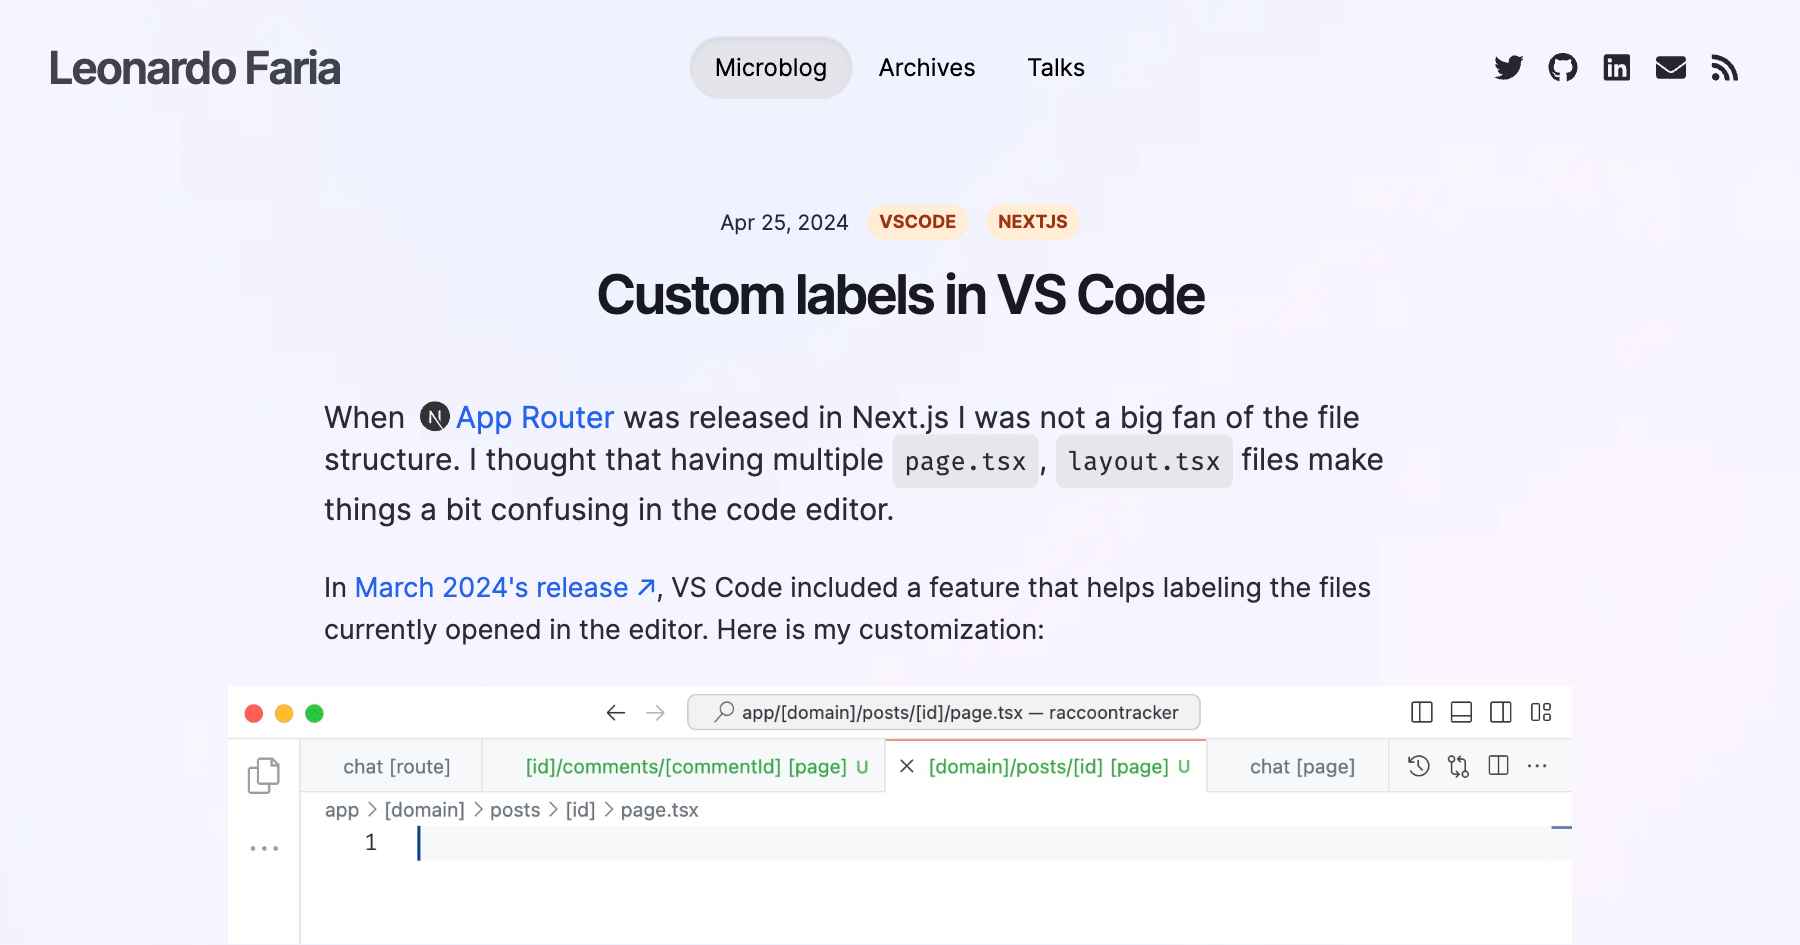 Leonardo Faria
Microblog Archives Talks
Apr 25, 2024 VSCODE NEXTJS
Custom labels in VS Code
When App Router was released in Next.js I was not a big fan of the file
structure. I thought that having multiple page.tsx, layout.tsx files make
things a bit confusing in the code editor.
In March 2024's release ↗, VS Code included a feature that helps labeling the files
currently opened in the editor. Here is my customization:
app/[domain]/posts/[id]/page.tsx — raccoontracker
chat [route] [id]/comments/[commentId] [page] U [domain]/posts/[id] [page] U chat [page]
app > [domain] > posts > [id] > page.tsx
1